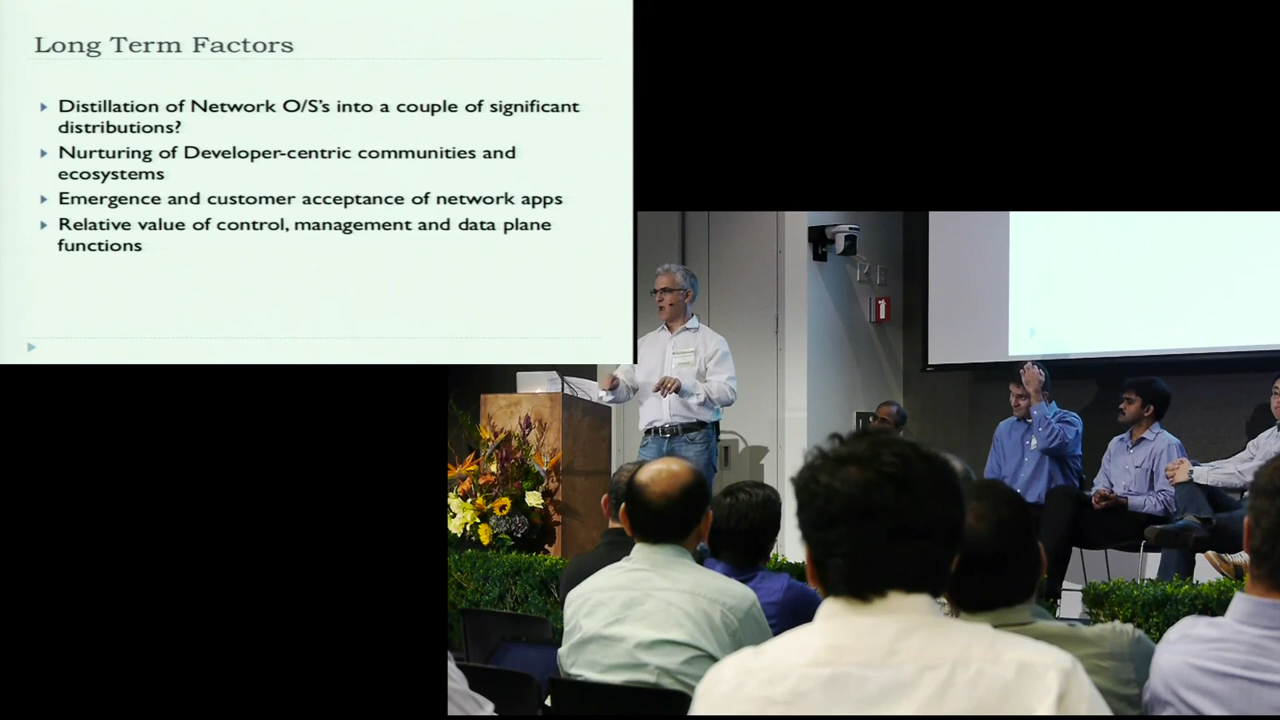 Long Term Factors
Distillation of Network O/S's into a couple of significant
distributions?
Nurturing of Developer-centric communities and
ecosystems
Emergence and customer acceptance of network apps
Relative value of control, management and data plane
functions